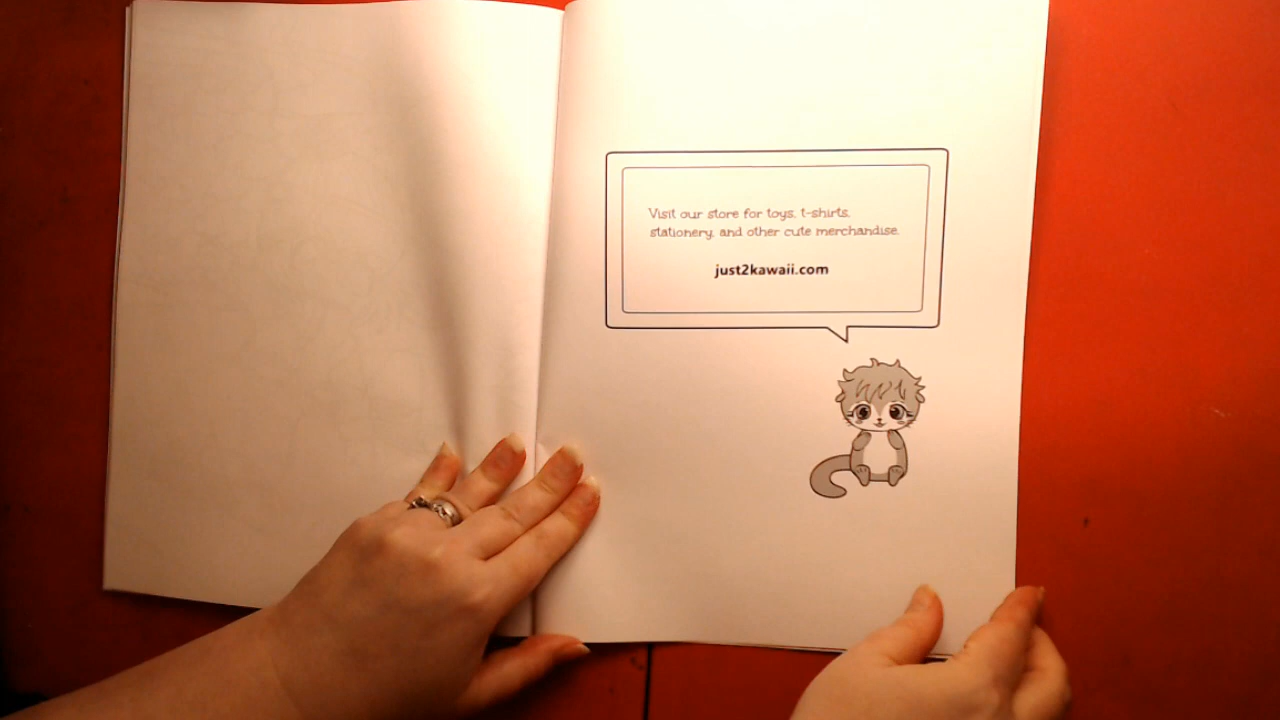 Visit our store for toys, t-shirts,
stationery, and other cute merchandise.
just2kawaii.com